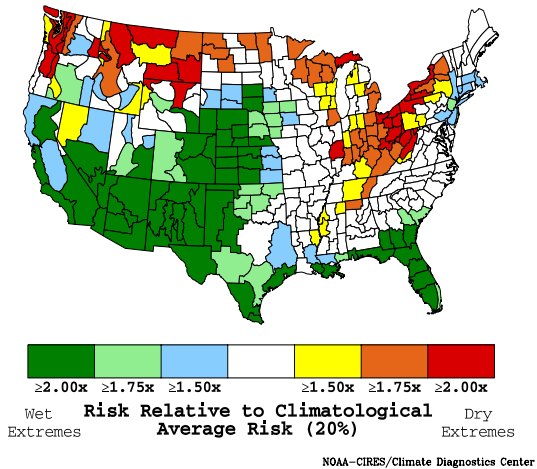 ≥2.00x ≥1.75x ≥1.50x ≥1.50x ≥1.75x ≥2.00x
Wet Extremes
Risk Relative to Climatological
Average Risk (20%)
Dry Extremes
NOAA-CIRES/Climate Diagnostics Center